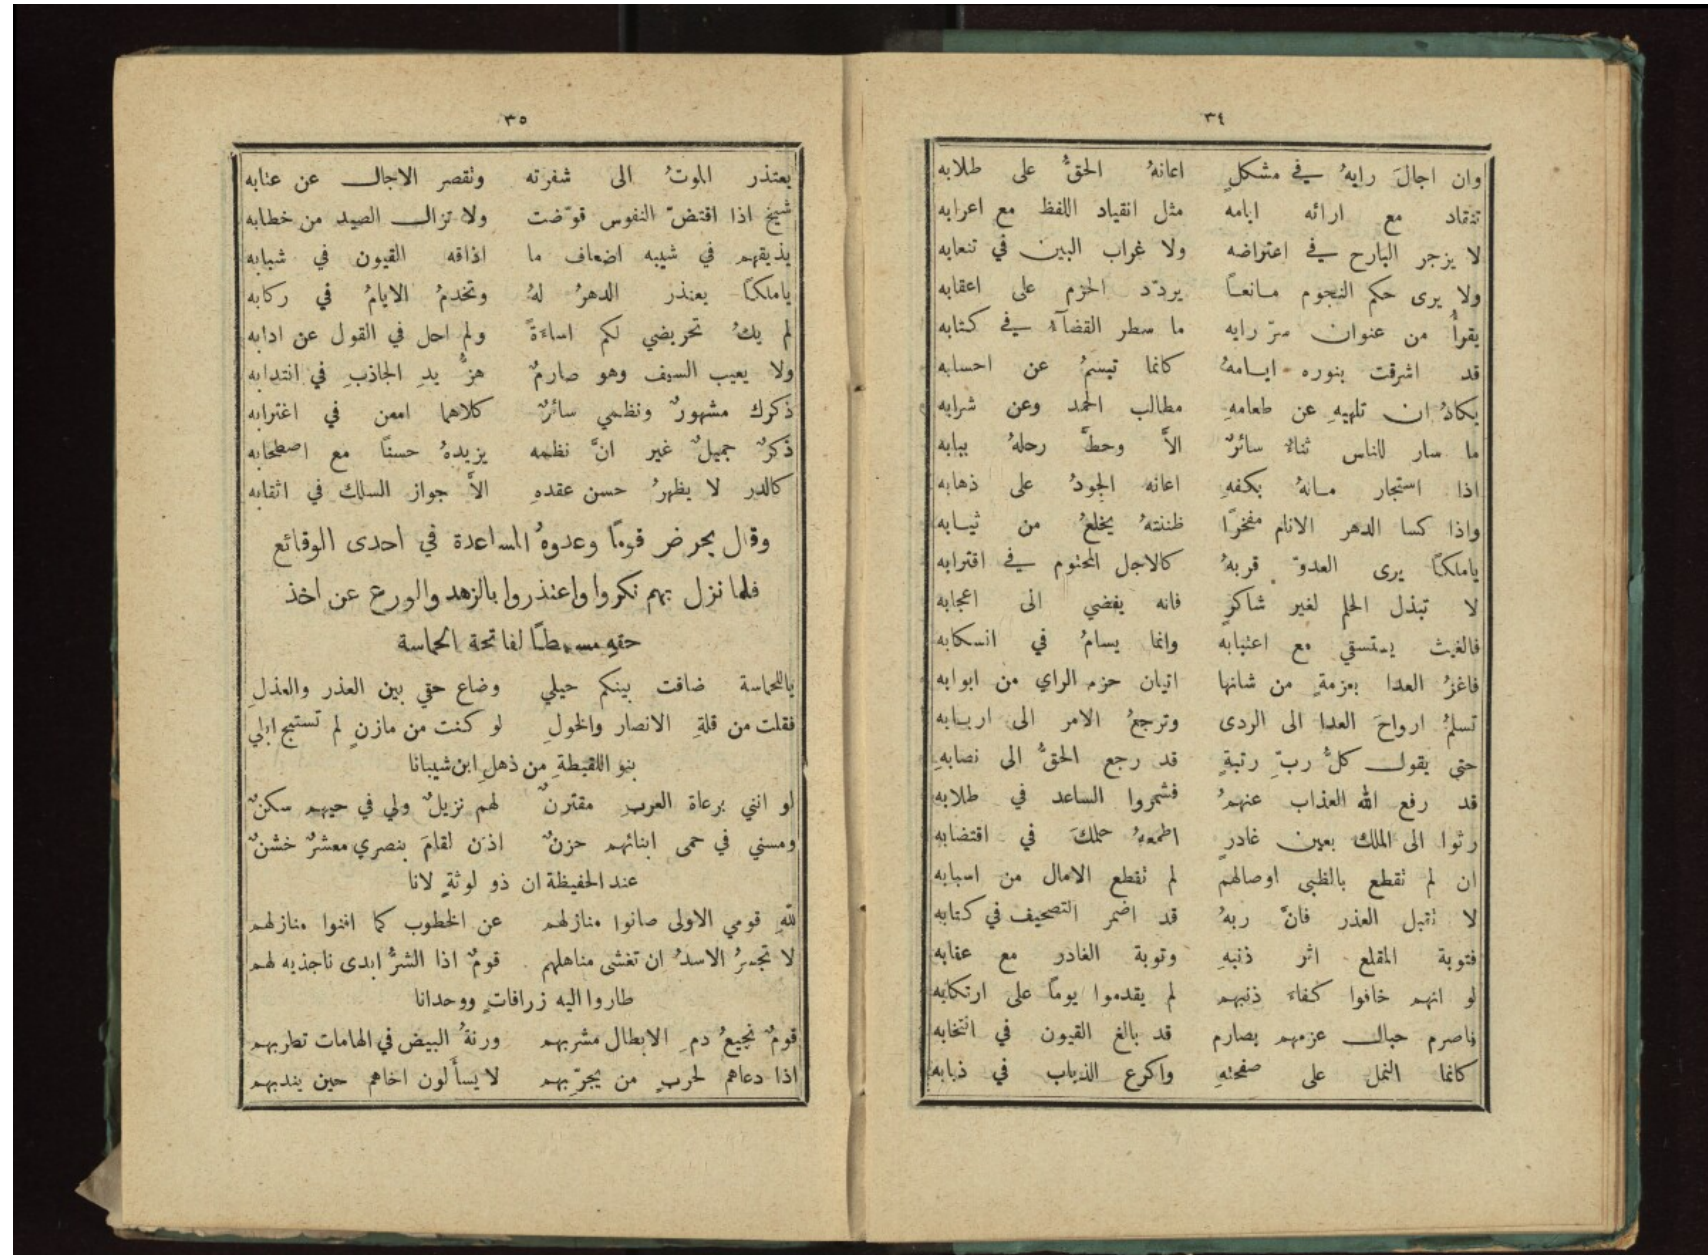 ٣٤
وان اجالَ رايهُ في مشكلٍ اعانهُ الحقُّ على طلابه
تنقاد مع ارائه ايامه مثل انقياد اللفظ مع اعرابه
لا يزجر البارح في اعتراضه ولا غراب البين في تنعابه
ولا يرى حكم النجوم مانعاً يردّد الحزم على اعقابه
يقرأُ من عنوان سرّ رايه ما سطر القضآء في كتابه
قد اشرقت بنوره ايامهُ كانما تبسمُ عن احسابه
يكادُ ان تلهيهِ عن طعامهِ مطالب الحمد وعن شرابه
ما سار للناس ثناءٌ سائرٌ الاَّ وحطَّ رحلهُ ببابه
اذا استجار مانهُ بكفهِ اعانه الجودُ على ذهابه
واذا كسا الدهر الانام مفخرًا ظننتهُ يخلعُ من ثيابه
ياملكًا يرى العدوّ قربهُ كالاجل المحتوم في اقترابه
لا تبذل الحلم لغير شاكرٍ فانه يفضي الى اعجابه
فالغيث يستسقى مع اعتبابه وانما يسامُ في انسكابه
فاغزُ العدا بعزمةٍ من شانها اتيان حزم الراي من ابوابه
تسلمُ ارواحَ العدا الى الردى وترجعُ الامر الى اربابه
حتى يقول كلُّ ربّ رتبةٍ قد رجع الحقُّ الى نصابهِ
قد رفع الله العذاب عنهمُ فشمروا الساعد في طلابه
رثوا الى الملك بعين غادرٍ اطمعهُ حلمكَ في اقتضابه
ان لم تقطع بالظبى اوصالهم لم تقطع الامال من اسبابه
لا تقبل العذر فانَّ ربهُ قد اضمر التصحيف في كتابه
فتوبة المقلع اثر ذنبهِ وتوبة الغادر مع عقابه
لو انهم خافوا كفاءَ ذنبهم لم يقدموا يوماً على ارتكابه
فاصرم حبال عزمهم بصارم قد بالغ القيون في انتخابه
كانما النمل على صفحتهِ واكرع الذباب في ذبابه
٣٥
يعتذر الموتُ الى شفرته وتقصر الاجال عن عتابه
شيخ اذا اقتضّ النفوس قوّضت ولا تزال الصيد من خطابه
يذيقهم في شيبه اضعاف ما اذاقه القيون في شبابه
ياملكًا يعتذر الدهرُ لهُ وتخدمُ الايامُ في ركابه
لم يكُ تحريضي لكم اساءةً ولم احل في القول عن ادابه
ولا يعيب السيف وهو صارمٌ هزُّ يدِ الجاذبِ في انتدابه
ذكرك مشهورٌ ونظمي سائرٌ كلاهما امعن في اغترابه
ذكرٌ جميلٌ غير انَّ نظمه يزيدهُ حسنًا مع اصطحابه
كالدر لا يظهرُ حسن عقدهِ الاَّ جواز السلك في اثقابه
وقال يحرض قومًا وعدوهُ المساعدة في احدى الوقائع
فلما نزل بهم نكروا واعتذروا بالزهد والورع عن اخذ
حقهِ مسمطًا لفاتحة الحماسة
ياللحماسة ضاقت بينكم حيلي وضاع حقي بين العذر والعذلِ
فقلت من قلةِ الانصار والخولِ لو كنت من مازنٍ لم تستبح ابلي
بنو اللقيطةِ من ذهلِ ابن شيبانا
لو انني برعاة العربِ مقترنٌ لهم نزيلٌ ولي في حيهم سكنٌ
ومسني في حمى ابنائهم حزنٌ اذن لقامَ بنصري معشرٌ خشنٌ
عند الحفيظة ان ذو لوثةٍ لانا
للهِ قومي الاولى صانوا منازلهم عن الخطوب كما افنوا منازلهم
لا تجسرُ الاسدُ ان تغشى مناهلهم قومٌ اذا الشرُّ ابدى ناجذيه لهم
طاروا اليه زرافاتٍ ووحدانا
قومٌ نجيعُ دمِ الابطال مشربهم ورنةُ البيض في الهامات تطربهم
اذا دعاهم لحربٍ من يجرّبهم لا يسأَلون اخاهم حين يندبهم